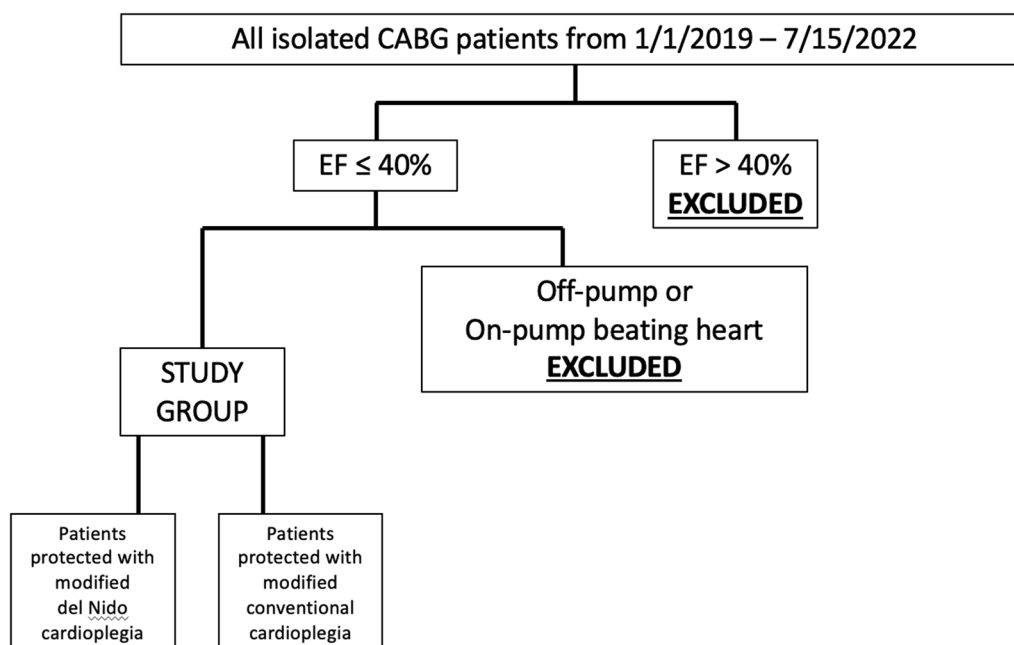 All isolated CABG patients from 1/1/2019 – 7/15/2022
EF ≤ 40%
EF > 40%
EXCLUDED
Off-pump or
On-pump beating heart
EXCLUDED
STUDY
GROUP
Patients
protected with
modified
del Nido
cardioplegia
Patients
protected with
modified
conventional
cardioplegia